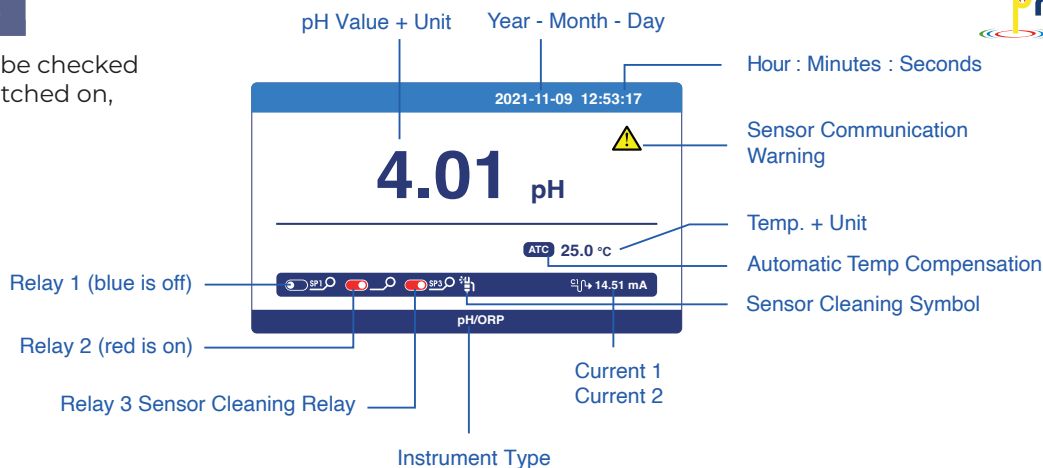 pH Value + Unit
Year - Month - Day
be checked
tched on,
Hour : Minutes : Seconds
2021-11-09 12:53:17
Sensor Communication
Warning
4.01 pH
Temp. + Unit
ATC 25.0 °C
Automatic Temp Compensation
Relay 1 (blue is off)
SP1 SP3 14.51 mA
Sensor Cleaning Symbol
pH/ORP
Relay 2 (red is on)
Current 1
Current 2
Relay 3 Sensor Cleaning Relay
Instrument Type